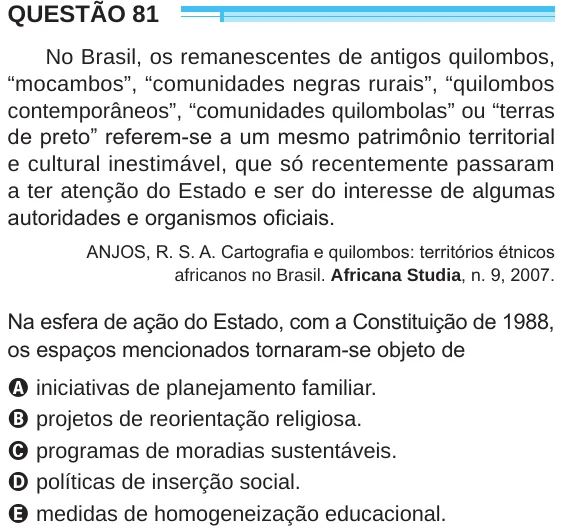 QUESTÃO 81
No Brasil, os remanescentes de antigos quilombos,
“mocambos”, “comunidades negras rurais”, “quilombos
contemporâneos”, “comunidades quilombolas” ou “terras
de preto” referem-se a um mesmo patrimônio territorial
e cultural inestimável, que só recentemente passaram
a ter atenção do Estado e ser do interesse de algumas
autoridades e organismos oficiais.
ANJOS, R. S. A. Cartografia e quilombos: territórios étnicos
africanos no Brasil. Africana Studia, n. 9, 2007.
Na esfera de ação do Estado, com a Constituição de 1988,
os espaços mencionados tornaram-se objeto de
A iniciativas de planejamento familiar.
B projetos de reorientação religiosa.
C programas de moradias sustentáveis.
D políticas de inserção social.
E medidas de homogeneização educacional.